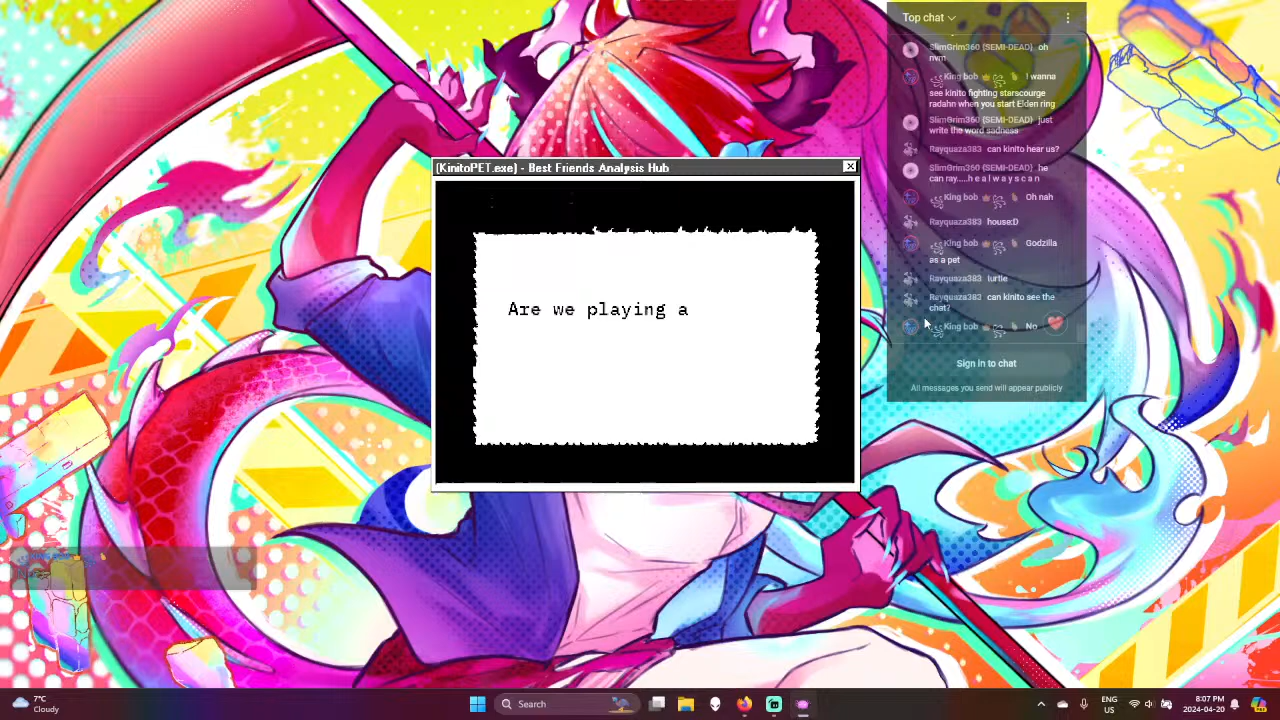 Top chat
SlimGrim360 {SEMI-DEAD} oh
nvm
King bob I wanna
see kinito fighting starscourge
radahn when you start Elden ring
SlimGrim360 {SEMI-DEAD} just
write the word sadness
Rayquaza383 can kinito hear us?
SlimGrim360 {SEMI-DEAD} he
can ray.....h e a l w a y s c a n
King bob Oh nah
Rayquaza383 house:D
King bob Godzilla
as a pet
Rayquaza383 turtle
Rayquaza383 can kinito see the
chat?
King bob No
Sign in to chat
All messages you send will appear publicly
(KinitoPET.exe) - Best Friends Analysis Hub
Are we playing a
7°C
Cloudy
Search
ENG
US
8:07 PM
2024-04-20